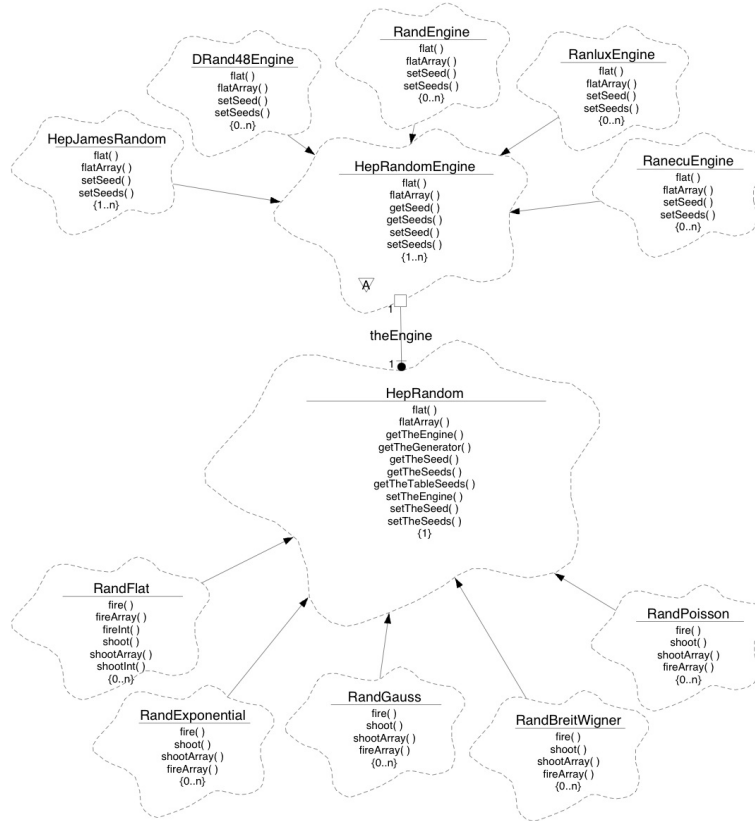 RandEngine
flat( )
flatArray( )
setSeed( )
setSeeds( )
{0..n}
DRand48Engine
flat( )
flatArray( )
setSeed( )
setSeeds( )
{0..n}
RanluxEngine
flat( )
flatArray( )
setSeed( )
setSeeds( )
{0..n}
HepJamesRandom
flat( )
flatArray( )
setSeed( )
setSeeds( )
{1..n}
HepRandomEngine
flat( )
flatArray( )
getSeed( )
getSeeds( )
setSeed( )
setSeeds( )
{1..n}
A
RanecuEngine
flat( )
flatArray( )
setSeed( )
setSeeds( )
{0..n}
1
theEngine
1
HepRandom
flat( )
flatArray( )
getTheEngine( )
getTheGenerator( )
getTheSeed( )
getTheSeeds( )
getTheTableSeeds( )
setTheEngine( )
setTheSeed( )
setTheSeeds( )
{1}
RandFlat
fire( )
fireArray( )
fireInt( )
shoot( )
shootArray( )
shootInt( )
{0..n}
RandPoisson
fire( )
shoot( )
shootArray( )
fireArray( )
{0..n}
RandExponential
fire( )
shoot( )
shootArray( )
fireArray( )
{0..n}
RandGauss
fire( )
shoot( )
shootArray( )
fireArray( )
{0..n}
RandBreitWigner
fire( )
shoot( )
shootArray( )
fireArray( )
{0..n}